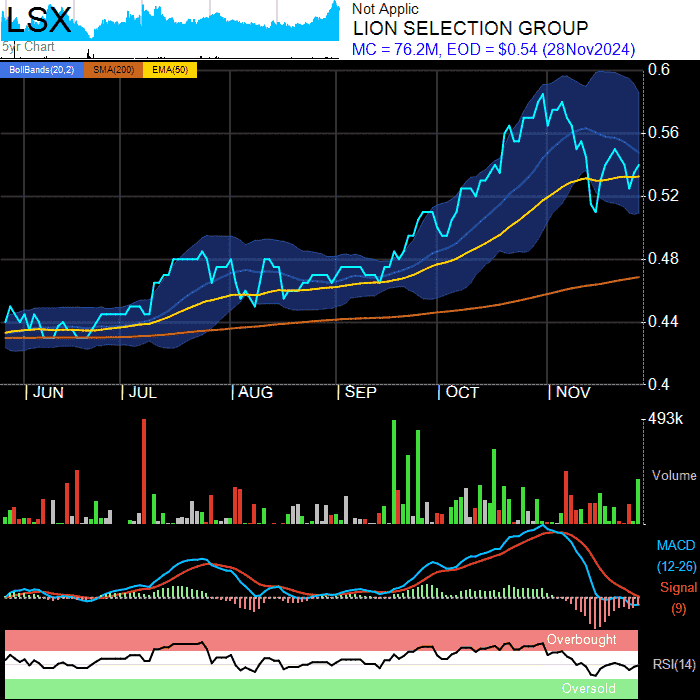 LSX
5yr Chart
Not Applic
LION SELECTION GROUP
MC = 76.2M, EOD = $0.54 (28Nov2024)
BollBands(20,2) SMA(200) EMA(50)
0.6
0.56
0.52
0.48
0.44
0.4
JUN JUL AUG SEP OCT NOV
493k
Volume
MACD
(12-26)
Signal
(9)
Overbought
RSI(14)
Oversold